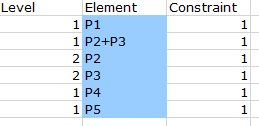 Level Element Constraint
1 P1 1
1 P2+P3 1
2 P2 1
2 P3 1
1 P4 1
1 P5 1